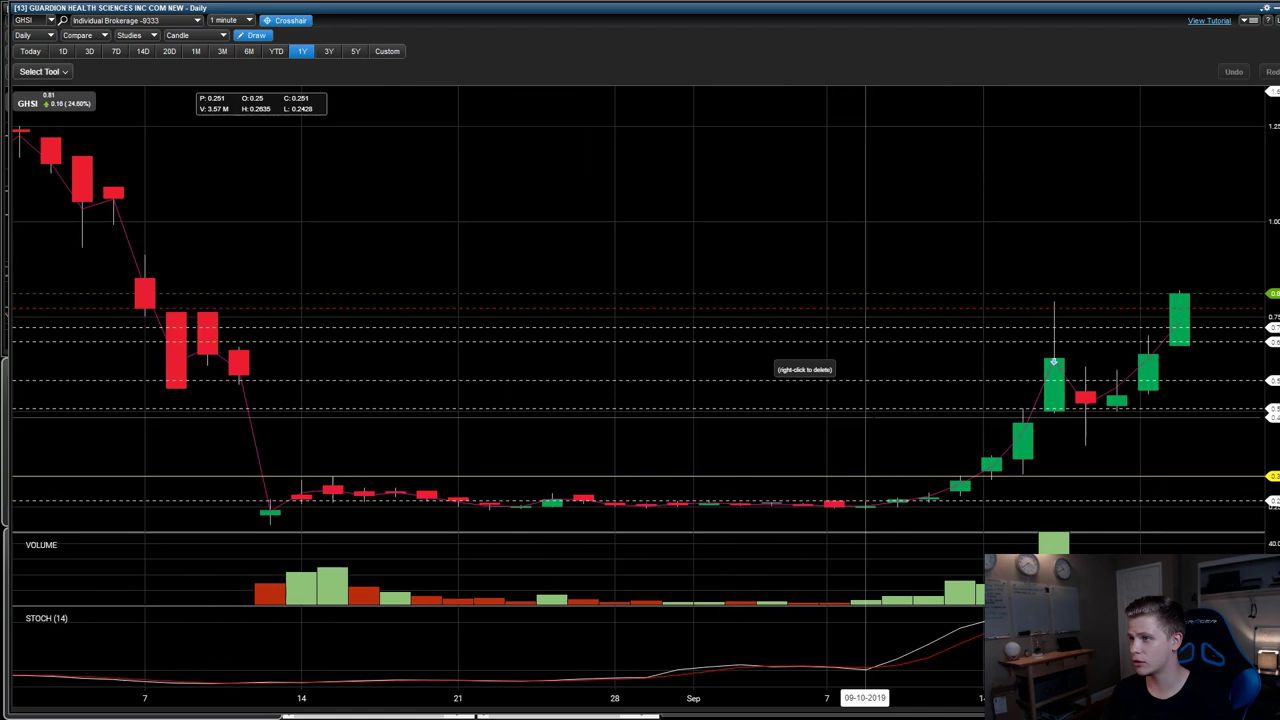 [13] GUARDION HEALTH SCIENCES INC COM NEW - Daily
GHSI Individual Brokerage -9333 1 minute Crosshair View Tutorial ?
Daily Compare Studies Candle Draw
Today 1D 3D 7D 14D 20D 1M 3M 6M YTD 1Y 3Y 5Y Custom
Select Tool Undo Red
0.81
GHSI 0.16 ( 24.60%)
P: 0.251 O: 0.25 C: 0.251
V: 3.57 M H: 0.2635 L: 0.2428
1.25
1.00
0.8
0.75
(right-click to delete)
VOLUME
40.0
STOCH (14)
7 14 21 28 Sep 7 09-10-2019